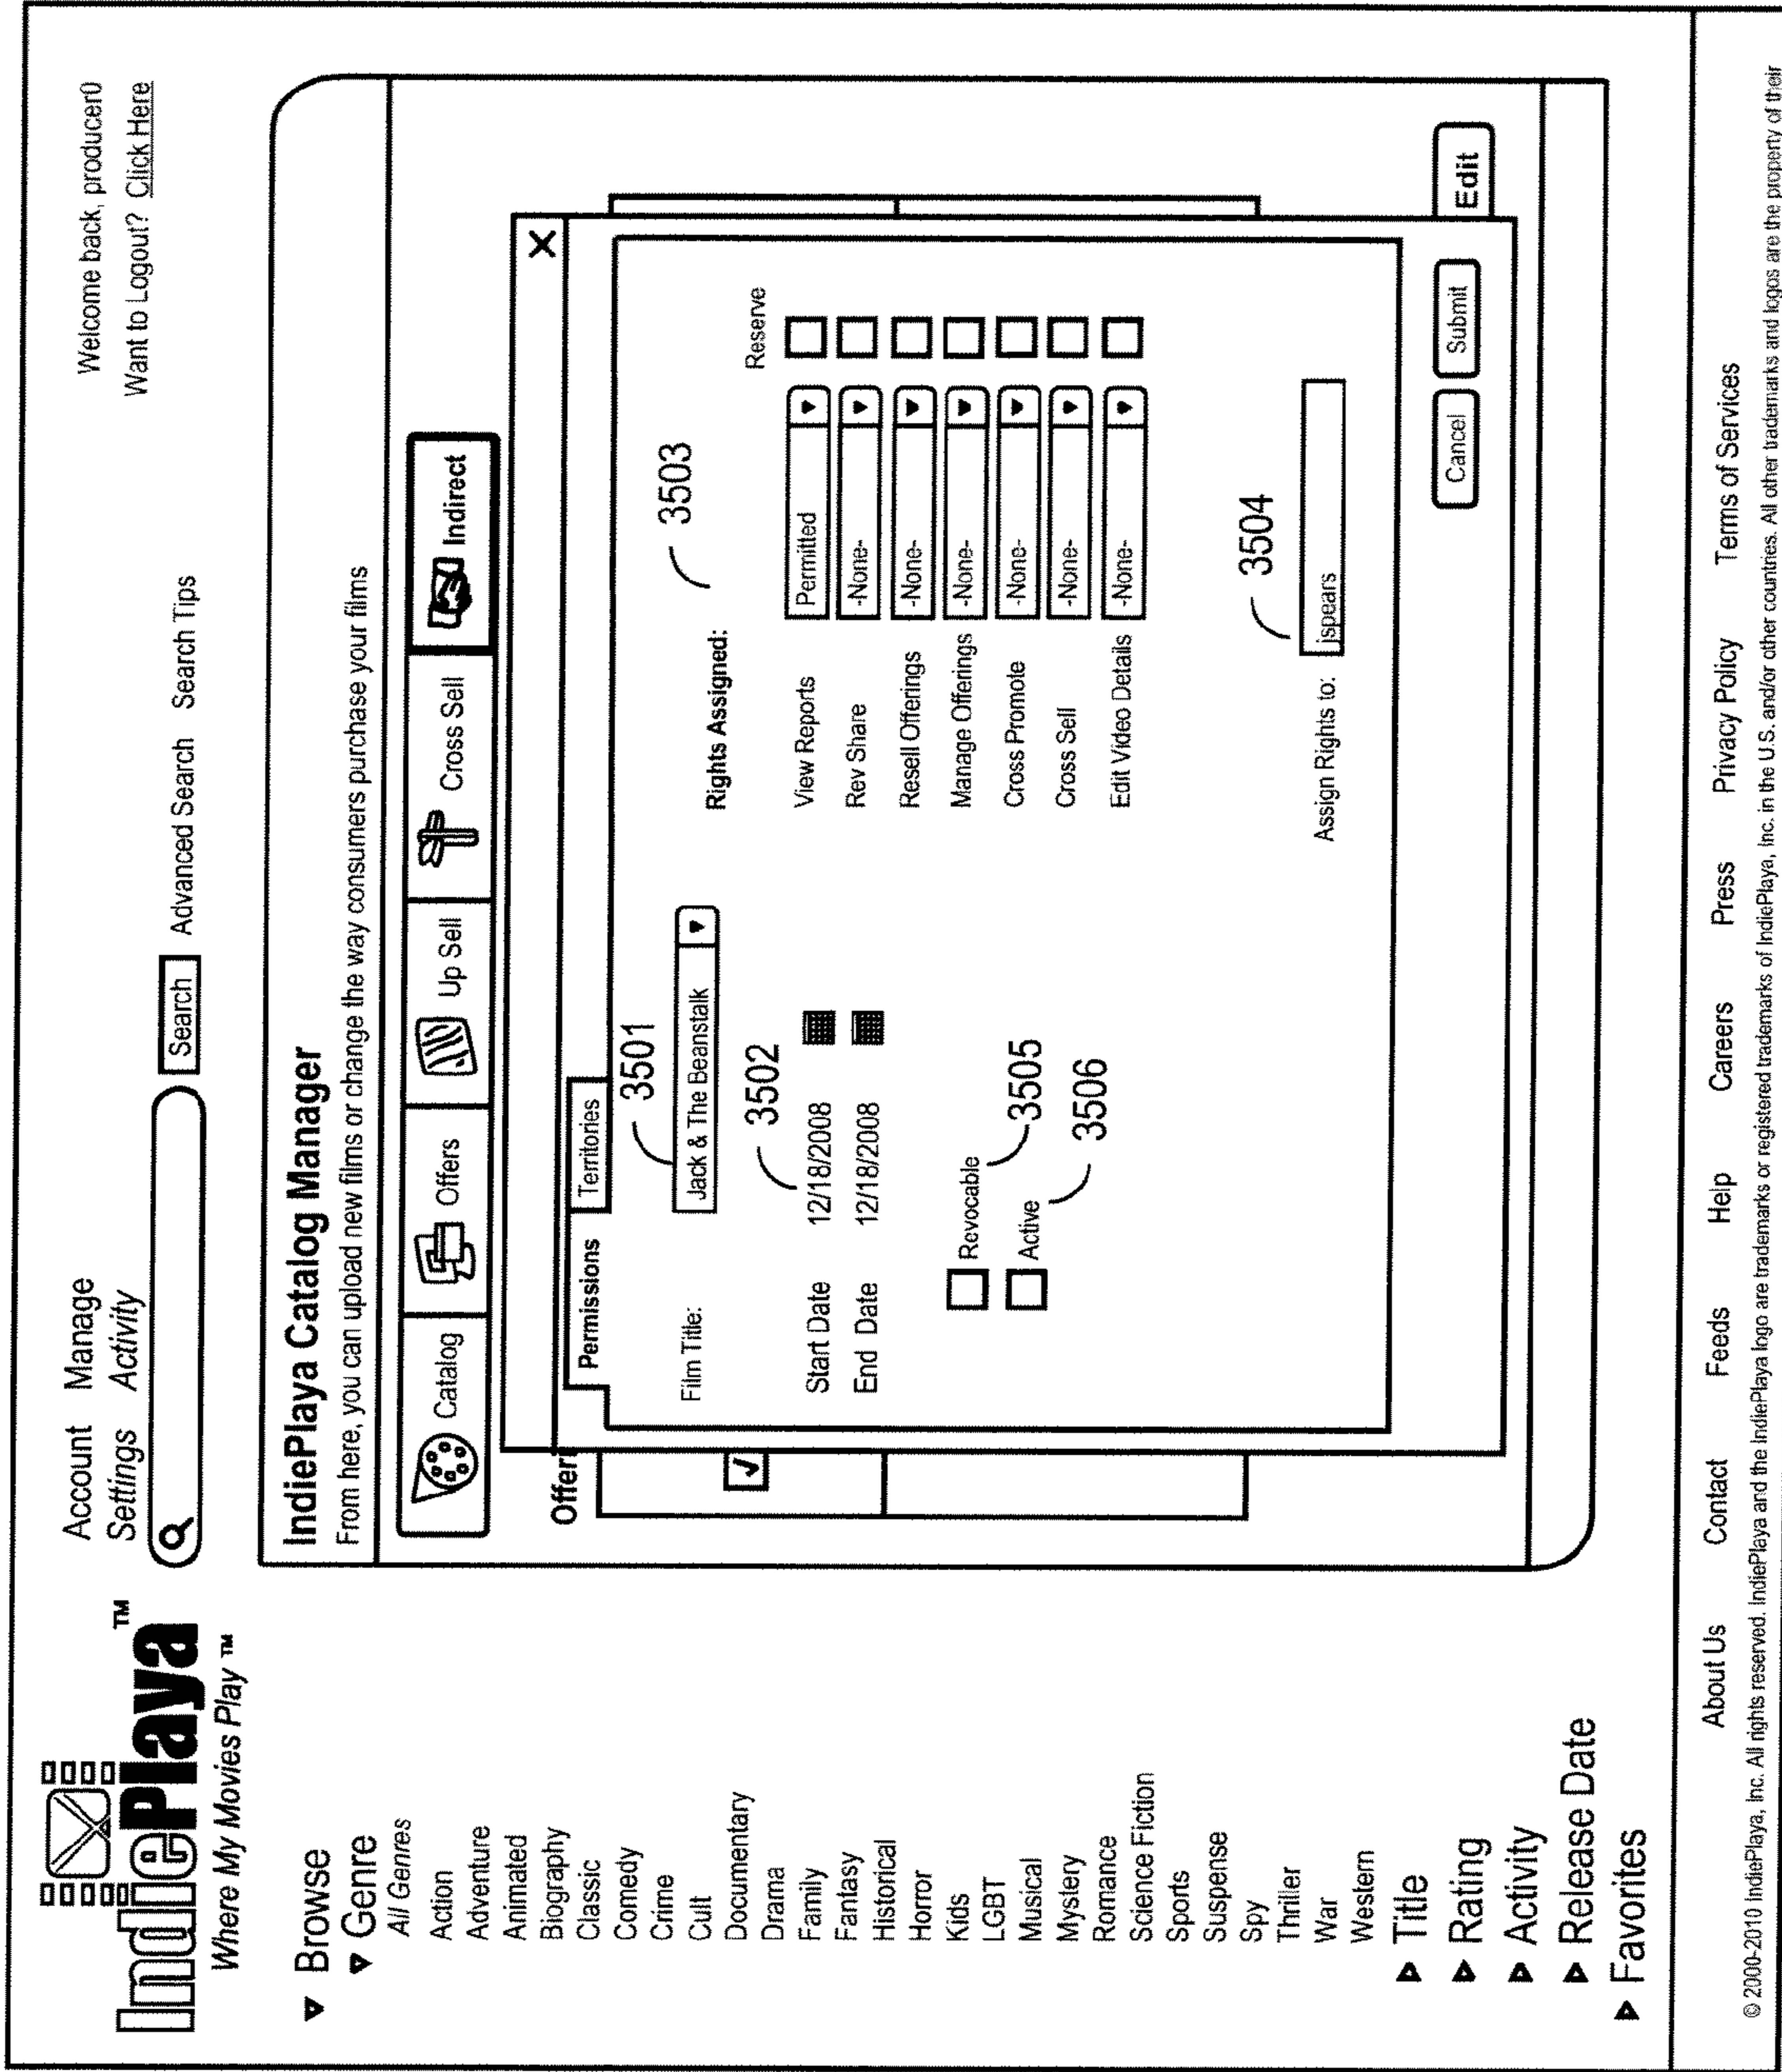 IndiePlaya™
Where My Movies Play™
Account Manage
Settings Activity
Search Advanced Search Search Tips
Welcome back, producer0
Want to Logout? Click Here
Browse
Genre
All Genres
Action
Adventure
Animated
Biography
Classic
Comedy
Crime
Cult
Documentary
Drama
Family
Fantasy
Historical
Horror
Kids
LGBT
Musical
Mystery
Romance
Science Fiction
Sports
Suspense
Spy
Thriller
War
Western
Title
Rating
Activity
Release Date
Favorites
IndiePlaya Catalog Manager
From here, you can upload new films or change the way consumers purchase your films
Catalog Offers Up Sell Cross Sell Indirect
Offer
X
Permissions Territories
3501
Film Title: Jack & The Beanstalk
3502
Start Date 12/18/2008
End Date 12/18/2008
Revocable 3505
Active 3506
3503
Rights Assigned: Reserve
View Reports Permitted
Rev Share -None-
Resell Offerings -None-
Manage Offerings -None-
Cross Promote -None-
Cross Sell -None-
Edit Video Details -None-
3504
Assign Rights to: jspears
Cancel Submit Edit
About Us Contact Feeds Help Careers Press Privacy Policy Terms of Services
© 2000-2010 IndiePlaya, Inc. All rights reserved. IndiePlaya and the IndiePlaya logo are trademarks or registered trademarks of IndiePlaya, Inc. in the U.S. and/or other countries. All other trademarks and logos are the property of their